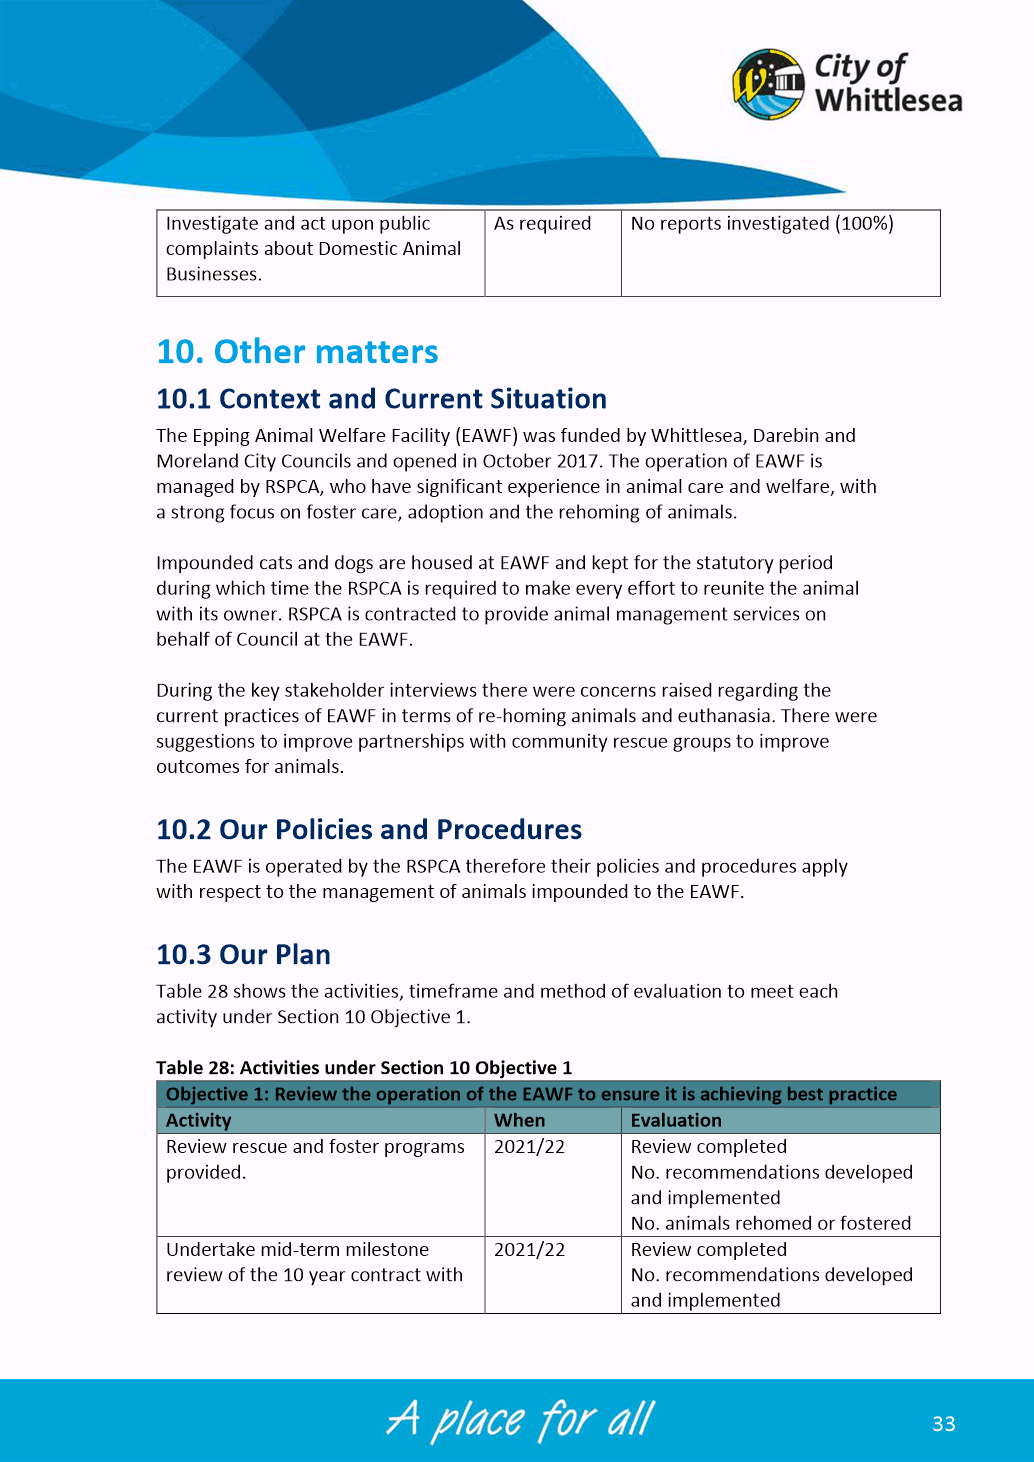 City of
Whittlesea
Investigate and act upon public
complaints about Domestic Animal
Businesses.
As required
No reports investigated (100%)
10. Other matters
10.1 Context and Current Situation
The Epping Animal Welfare Facility (EAWF) was funded by Whittlesea, Darebin and
Moreland City Councils and opened in October 2017. The operation of EAWF is
managed by RSPCA, who have significant experience in animal care and welfare, with
a strong focus on foster care, adoption and the rehoming of animals.
Impounded cats and dogs are housed at EAWF and kept for the statutory period
during which time the RSPCA is required to make every effort to reunite the animal
with its owner. RSPCA is contracted to provide animal management services on
behalf of Council at the EAWF.
During the key stakeholder interviews there were concerns raised regarding the
current practices of EAWF in terms of re-homing animals and euthanasia. There were
suggestions to improve partnerships with community rescue groups to improve
outcomes for animals.
10.2 Our Policies and Procedures
The EAWF is operated by the RSPCA therefore their policies and procedures apply
with respect to the management of animals impounded to the EAWF.
10.3 Our Plan
Table 28 shows the activities, timeframe and method of evaluation to meet each
activity under Section 10 Objective 1.
Table 28: Activities under Section 10 Objective 1
Objective 1: Review the operation of the EAWF to ensure it is achieving best practice
Activity
When
Evaluation
Review rescue and foster programs
provided.
2021/22
Review completed
No. recommendations developed
and implemented
No. animals rehomed or fostered
Undertake mid-term milestone
review of the 10 year contract with
2021/22
Review completed
No. recommendations developed
and implemented
A place for all
33